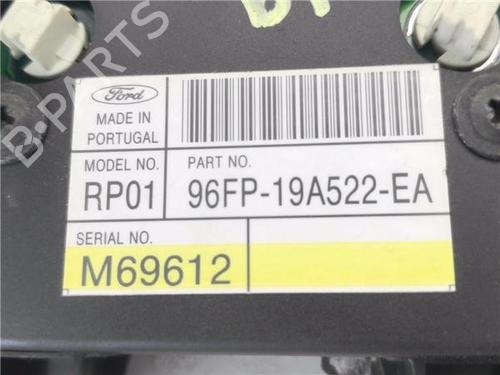 Ford
MADE IN
PORTUGAL
MODEL NO.
RP01
PART NO.
96FP-19A522-EA
SERIAL NO.
M69612
B-PARTS